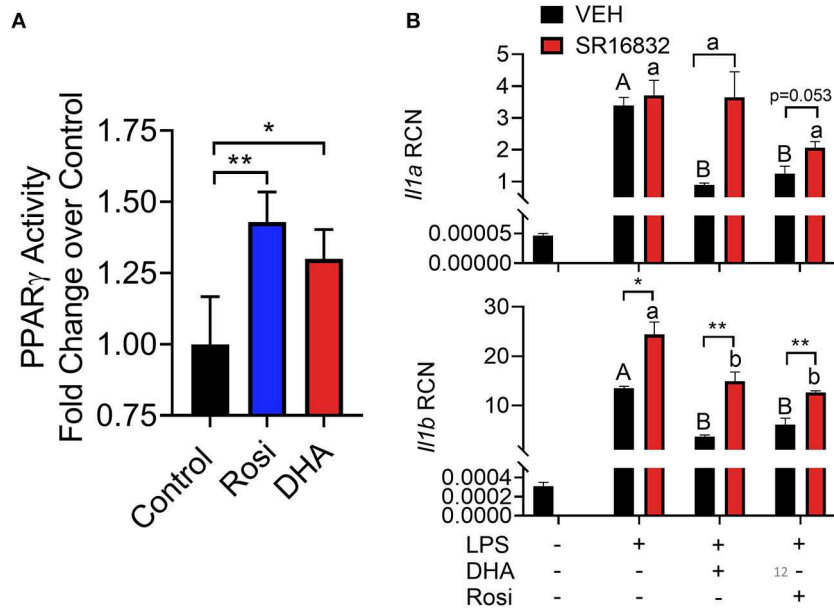 A
PPARγ Activity
Fold Change over Control
1.75
1.50
1.25
1.00
0.75
*
**
Control
Rosi
DHA
B
VEH
SR16832
Il1a RCN
5
4
3
2
1
0.00005
0.00000
A
a
a
B
p=0.053
B
a
Il1b RCN
30
20
10
0.0004
0.0002
0.0000
*
A
a
**
B
b
**
B
b
LPS - + + +
DHA - - + 12 -
Rosi - - - +